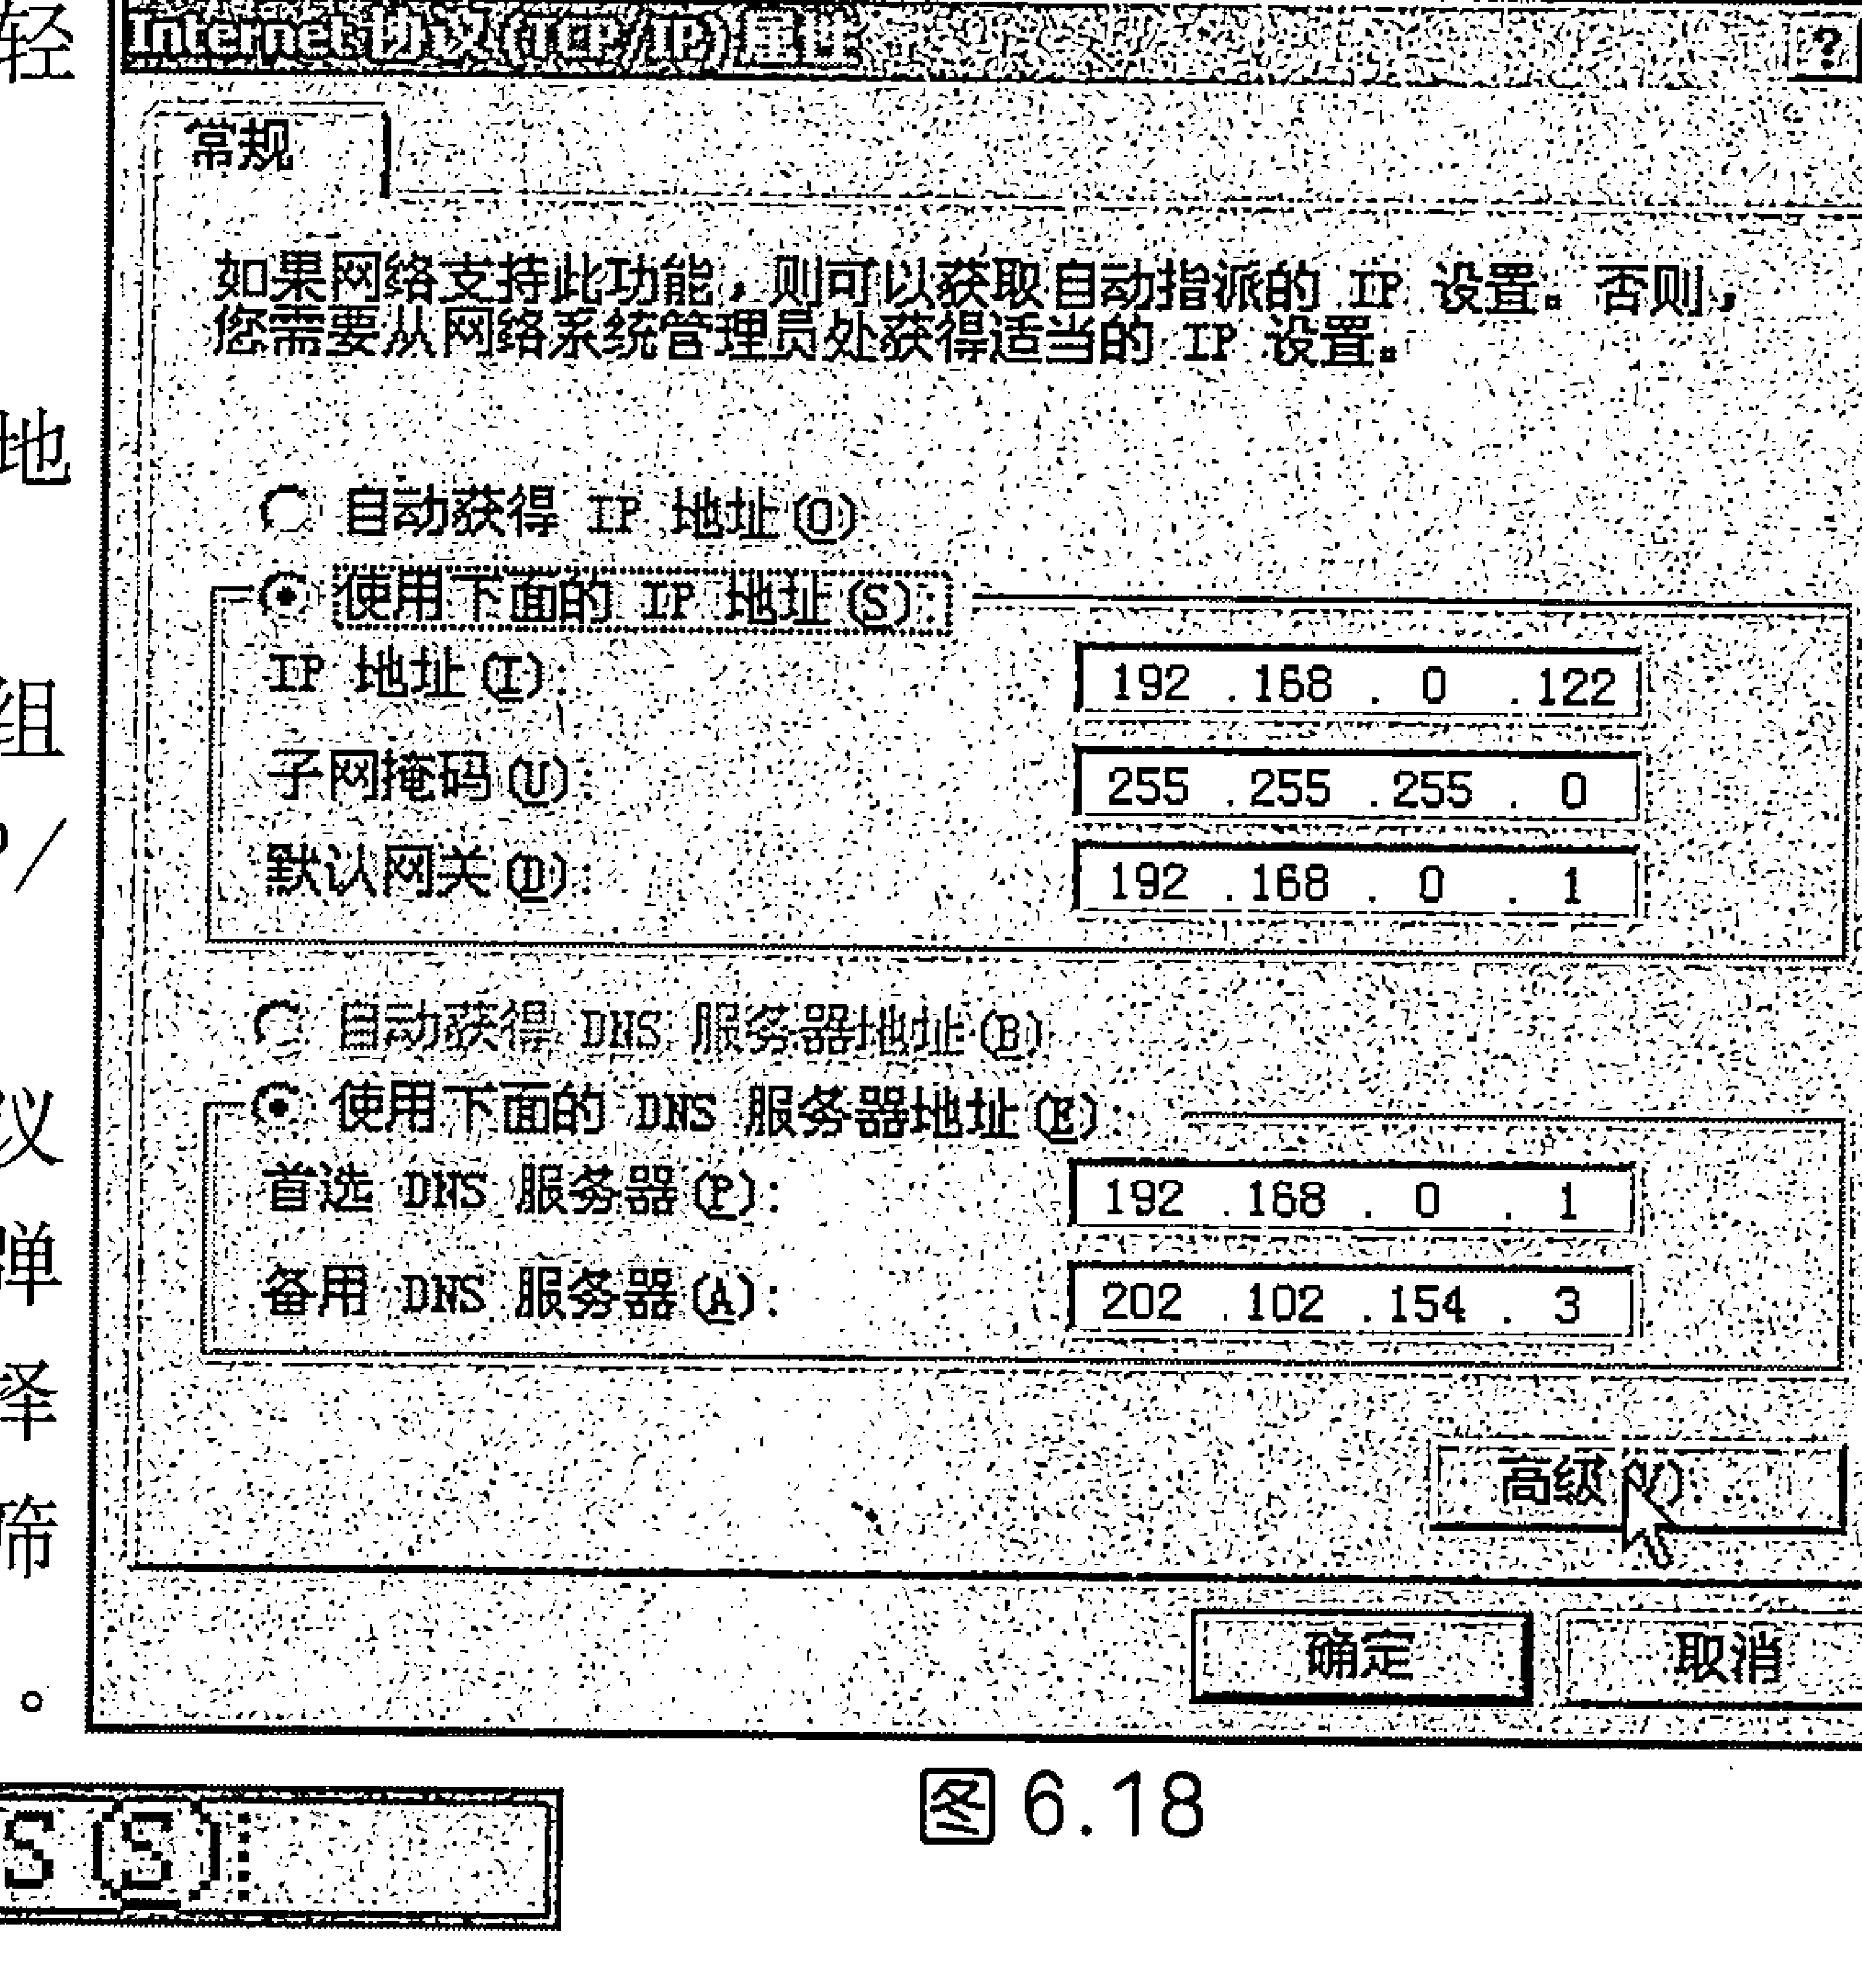 轻
地
组
P/
议
弹
择
筛
。
Internet 协议 (TCP/IP) 属性
?
常规
如果网络支持此功能，则可以获取自动指派的 IP 设置。否则，
您需要从网络系统管理员处获得适当的 IP 设置。
自动获得 IP 地址(O)
使用下面的 IP 地址(S):
IP 地址(I): 192 .168 . 0 .122
子网掩码(U): 255 .255 .255 . 0
默认网关(D): 192 .168 . 0 . 1
自动获得 DNS 服务器地址(B)
使用下面的 DNS 服务器地址(E):
首选 DNS 服务器(P): 192 .168 . 0 . 1
备用 DNS 服务器(A): 202 .102 .154 . 3
高级(V)
确定 取消
图 6.18
S(S)